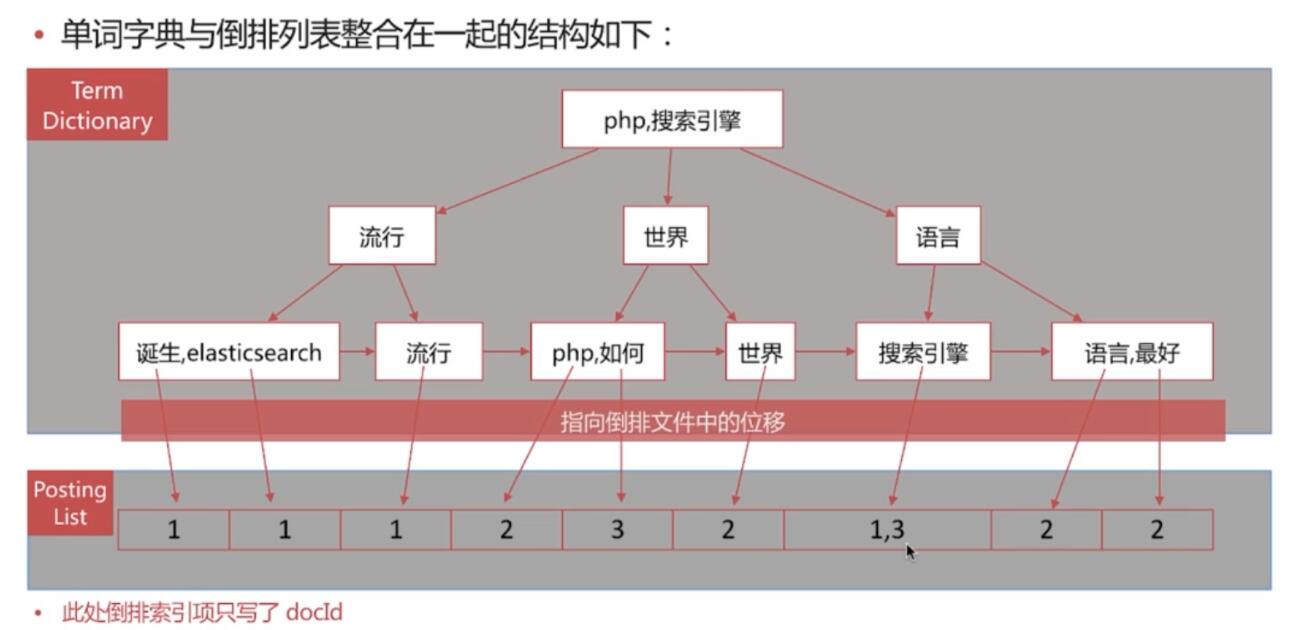 • 单词字典与倒排列表整合在一起的结构如下：
Term
Dictionary
php,搜索引擎
流行
世界
语言
诞生,elasticsearch
流行
php,如何
世界
搜索引擎
语言,最好
指向倒排文件中的位移
Posting
List
1
1
1
2
3
2
1,3
2
2
• 此处倒排索引项只写了 docId